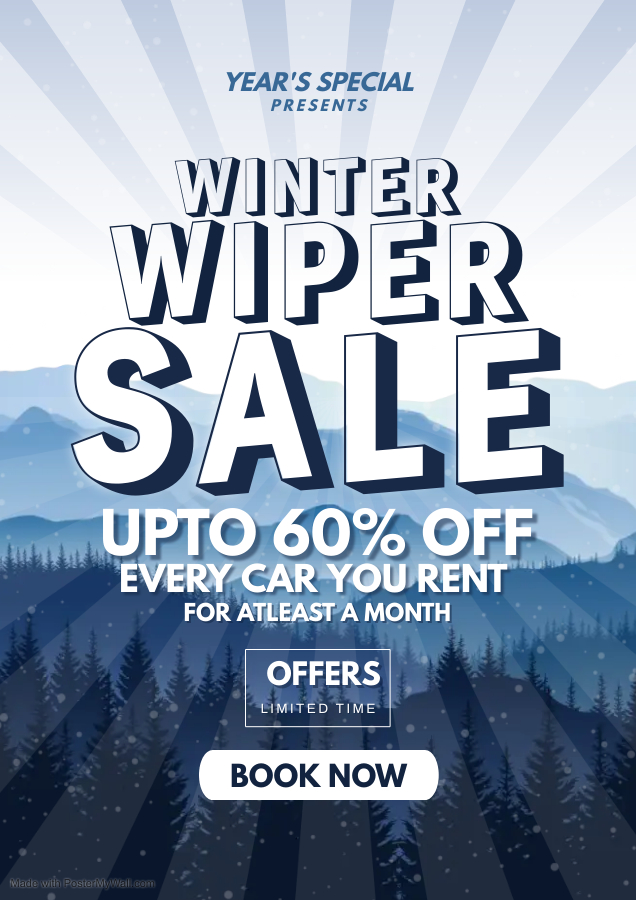 YEAR'S SPECIAL
PRESENTS
WINTER
WIPER
SALE
UPTO 60% OFF
EVERY CAR YOU RENT
FOR ATLEAST A MONTH
OFFERS
LIMITED TIME
BOOK NOW
Made with PosterMyWall.com